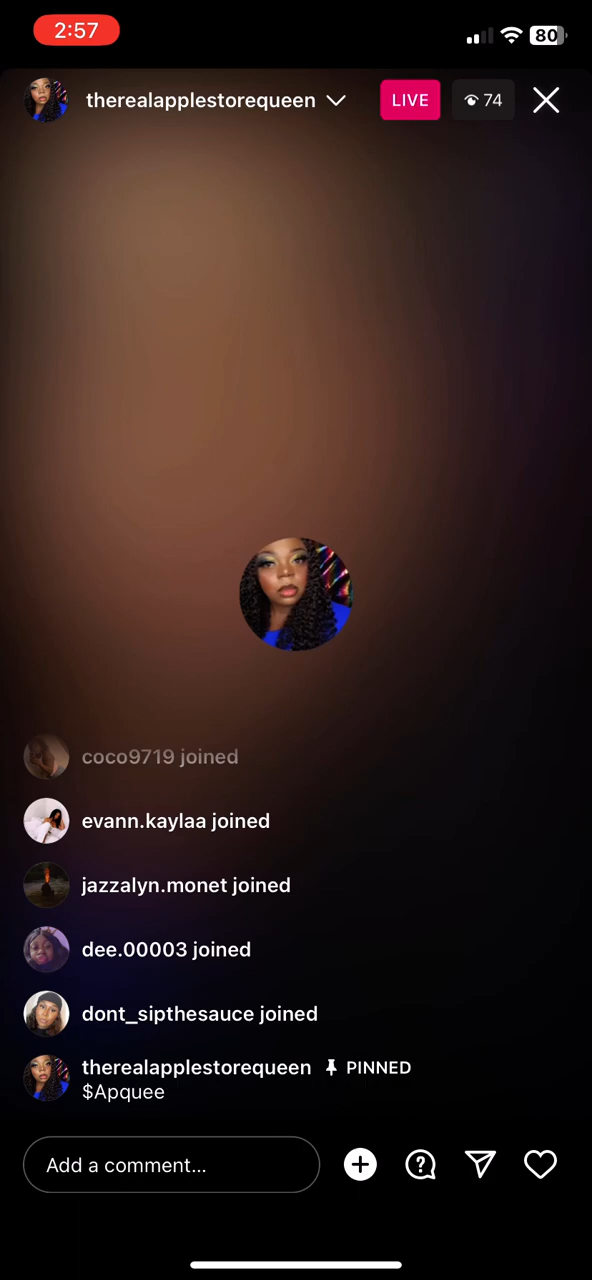 2:57
80
therealapplestorequeen
LIVE
74
coco9719 joined
evann.kaylaa joined
jazzalyn.monet joined
dee.00003 joined
dont_sipthesauce joined
therealapplestorequeen PINNED
$Apquee
Add a comment...